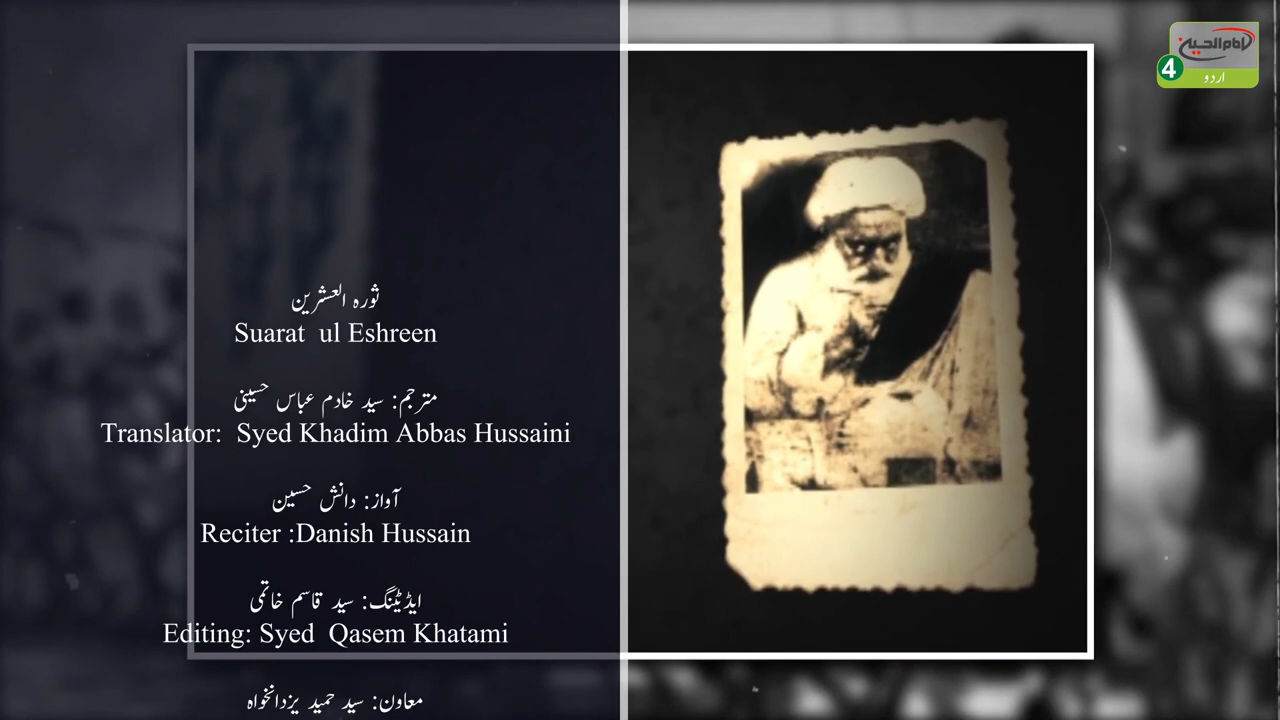 امام الحسین
4
اردو
ثورہ العشرین
Suarat ul Eshreen
مترجم: سید خادم عباس حسینی
Translator: Syed Khadim Abbas Hussaini
آواز: دانش حسین
Reciter :Danish Hussain
ایڈیٹنگ: سید قاسم خاتمی
Editing: Syed Qasem Khatami
معاون: سید حمید یزدانخواہ